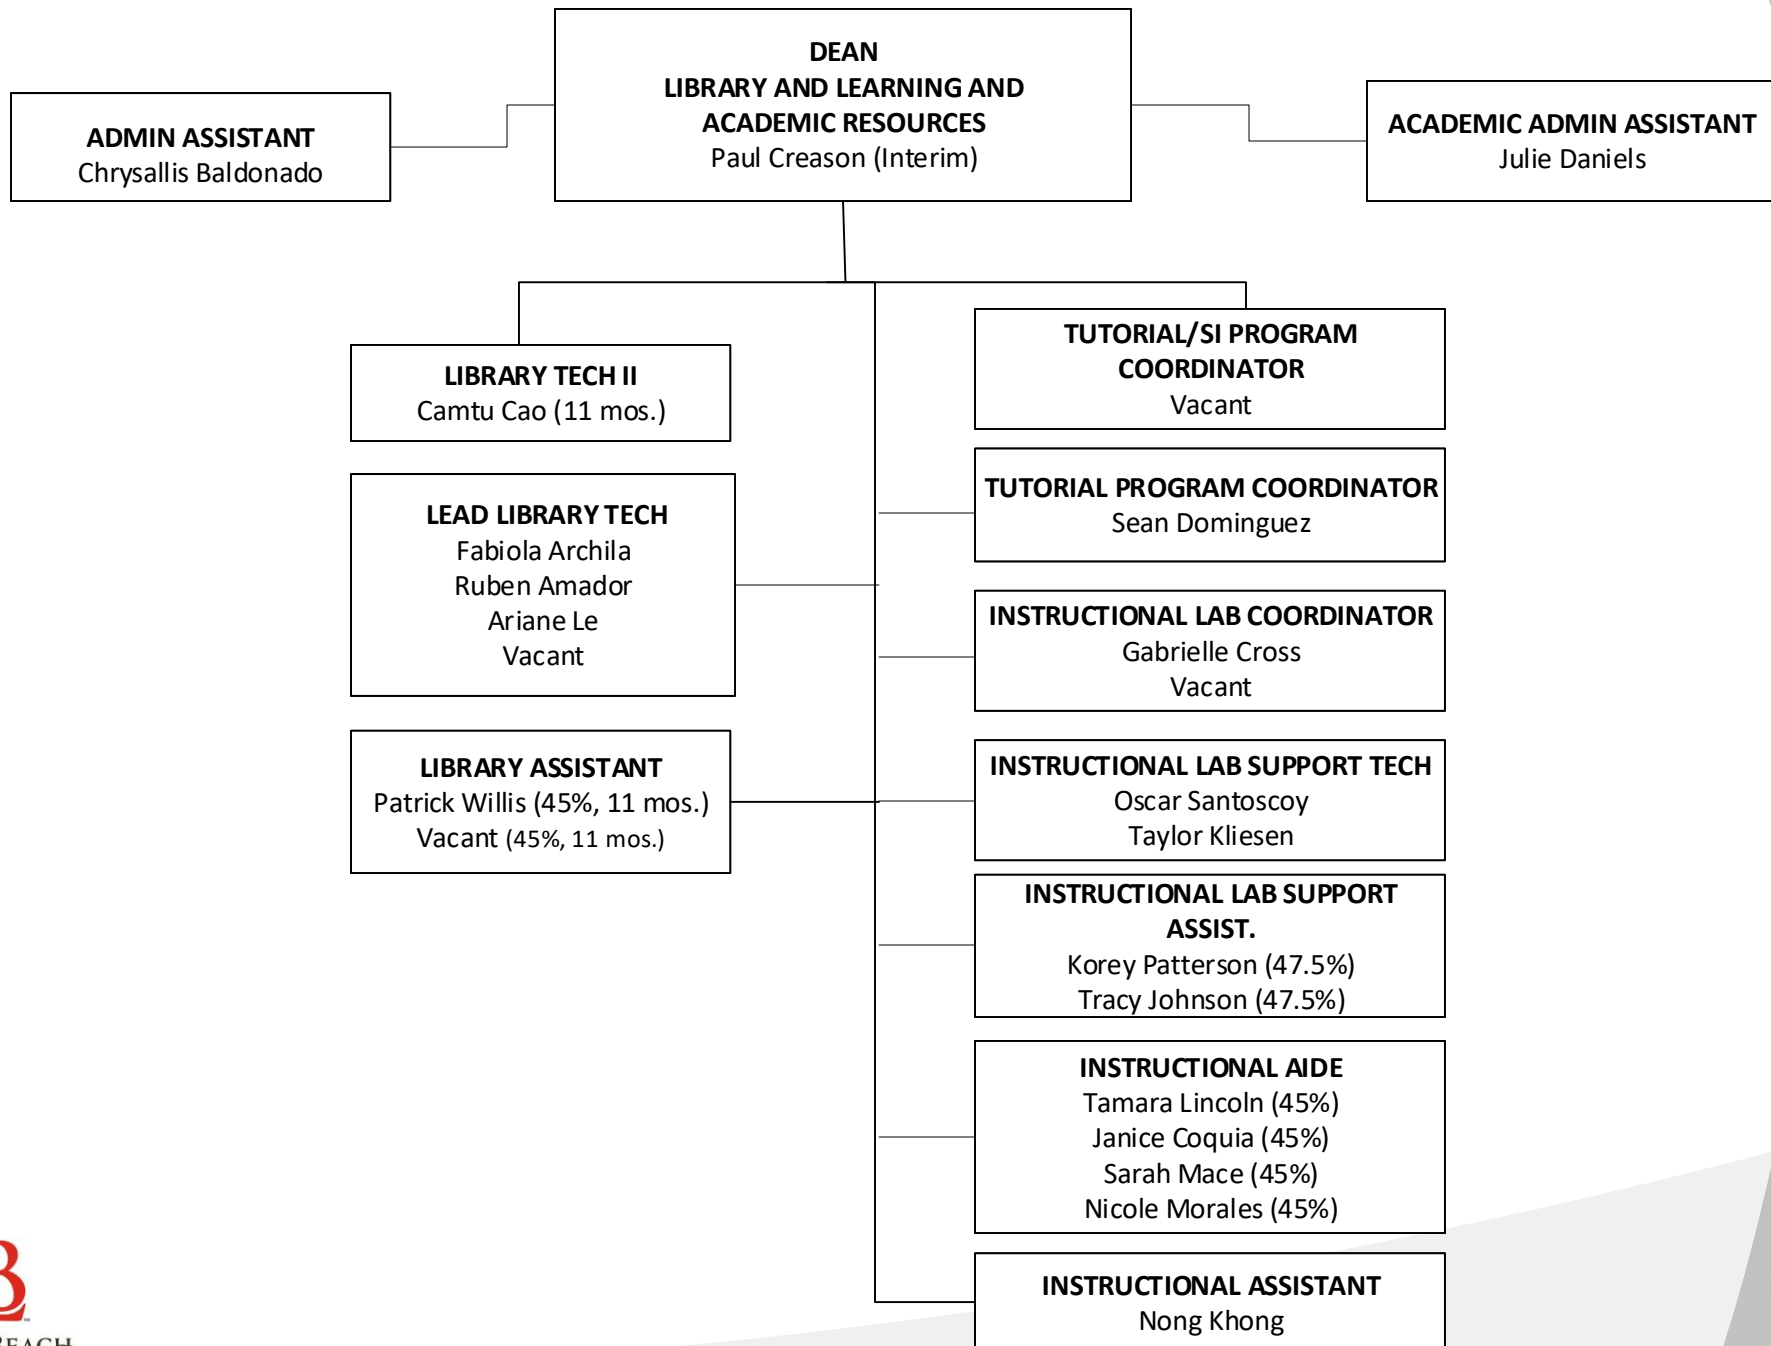 DEAN
LIBRARY AND LEARNING AND
ACADEMIC RESOURCES
Paul Creason (Interim)
ADMIN ASSISTANT
Chrysallis Baldonado
ACADEMIC ADMIN ASSISTANT
Julie Daniels
LIBRARY TECH II
Camtu Cao (11 mos.)
LEAD LIBRARY TECH
Fabiola Archila
Ruben Amador
Ariane Le
Vacant
LIBRARY ASSISTANT
Patrick Willis (45%, 11 mos.)
Vacant (45%, 11 mos.)
TUTORIAL/SI PROGRAM
COORDINATOR
Vacant
TUTORIAL PROGRAM COORDINATOR
Sean Dominguez
INSTRUCTIONAL LAB COORDINATOR
Gabrielle Cross
Vacant
INSTRUCTIONAL LAB SUPPORT TECH
Oscar Santoscoy
Taylor Kliesen
INSTRUCTIONAL LAB SUPPORT
ASSIST.
Korey Patterson (47.5%)
Tracy Johnson (47.5%)
INSTRUCTIONAL AIDE
Tamara Lincoln (45%)
Janice Coquia (45%)
Sarah Mace (45%)
Nicole Morales (45%)
INSTRUCTIONAL ASSISTANT
Nong Khong